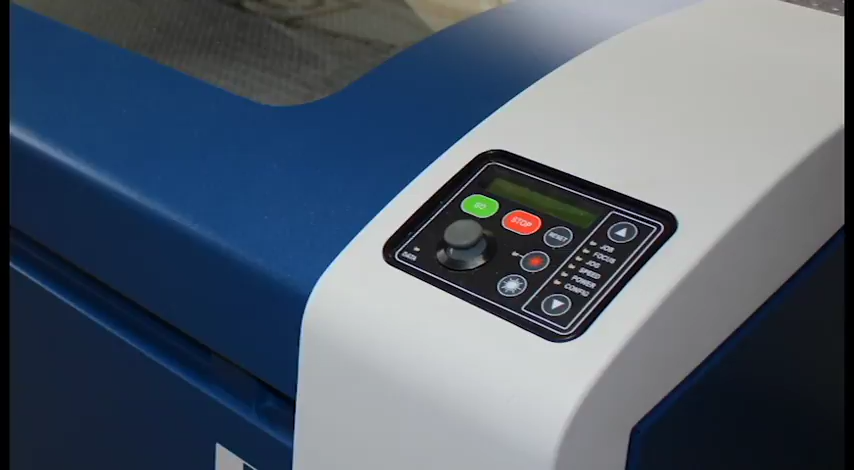 GO
STOP
RESET
DATA
JOB
FOCUS
JOG
SPEED
POWER
CONFIG